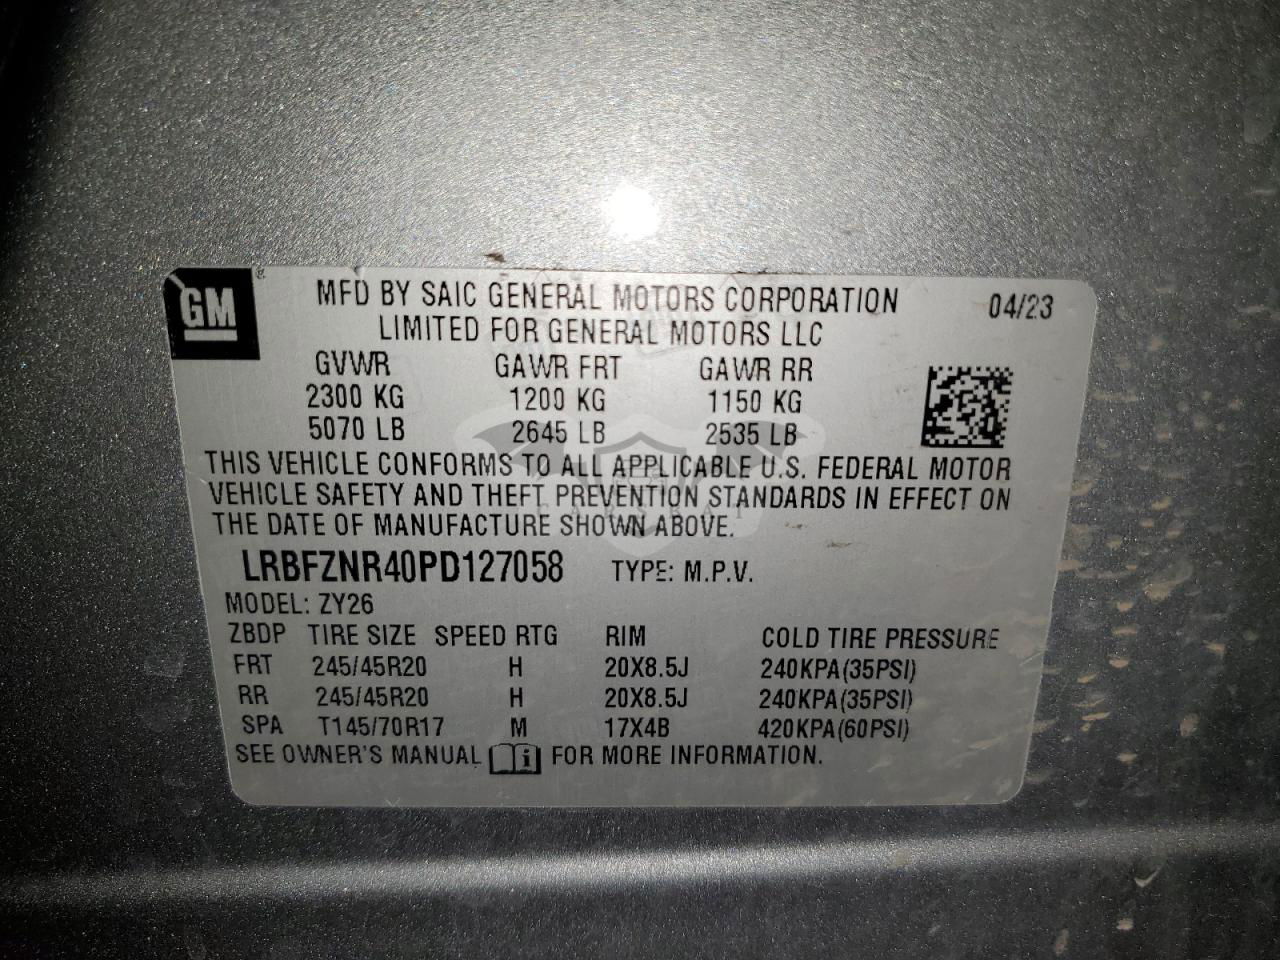 GM
MFD BY SAIC GENERAL MOTORS CORPORATION 04/23
LIMITED FOR GENERAL MOTORS LLC
GVWR GAWR FRT GAWR RR
2300 KG 1200 KG 1150 KG
5070 LB 2645 LB 2535 LB
THIS VEHICLE CONFORMS TO ALL APPLICABLE U.S. FEDERAL MOTOR
VEHICLE SAFETY AND THEFT PREVENTION STANDARDS IN EFFECT ON
THE DATE OF MANUFACTURE SHOWN ABOVE.
LRBFZNR40PD127058 TYPE: M.P.V.
MODEL: ZY26
ZBDP TIRE SIZE SPEED RTG RIM COLD TIRE PRESSURE
FRT 245/45R20 H 20X8.5J 240KPA(35PSI)
RR 245/45R20 H 20X8.5J 240KPA(35PSI)
SPA T145/70R17 M 17X4B 420KPA(60PSI)
SEE OWNER'S MANUAL FOR MORE INFORMATION.